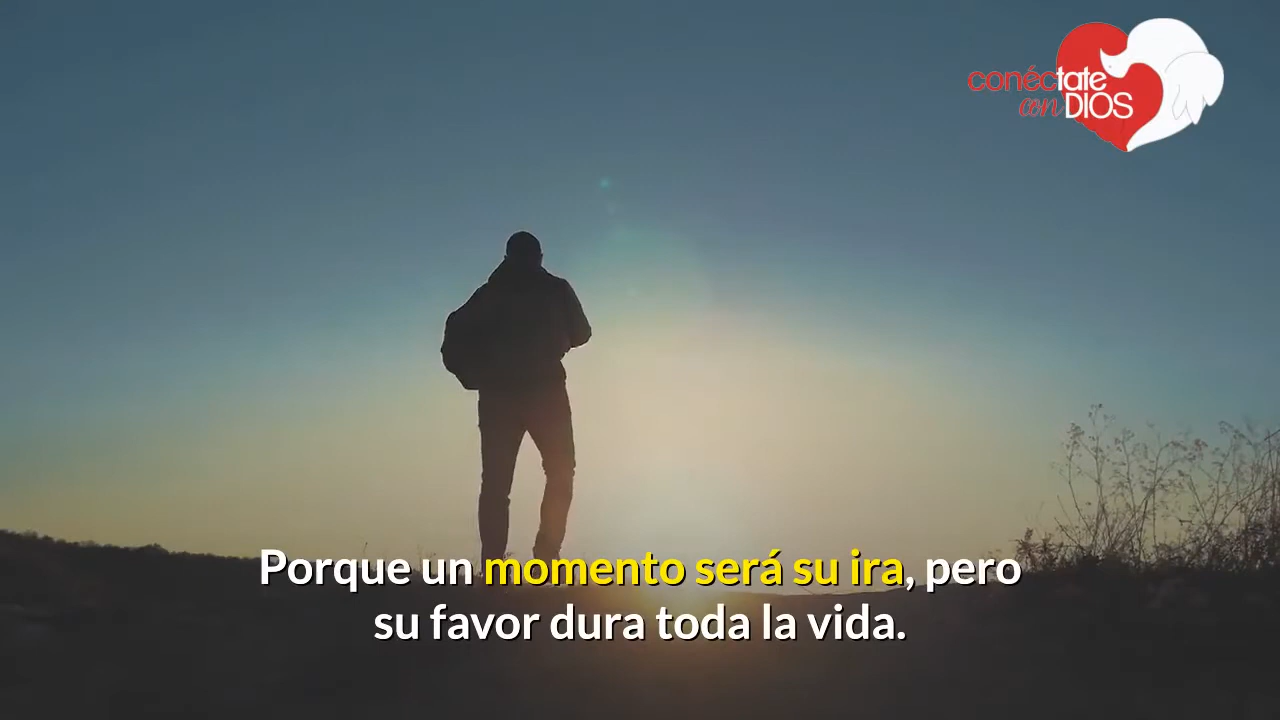 conéctate
con DIOS
Porque un momento será su ira, pero
su favor dura toda la vida.